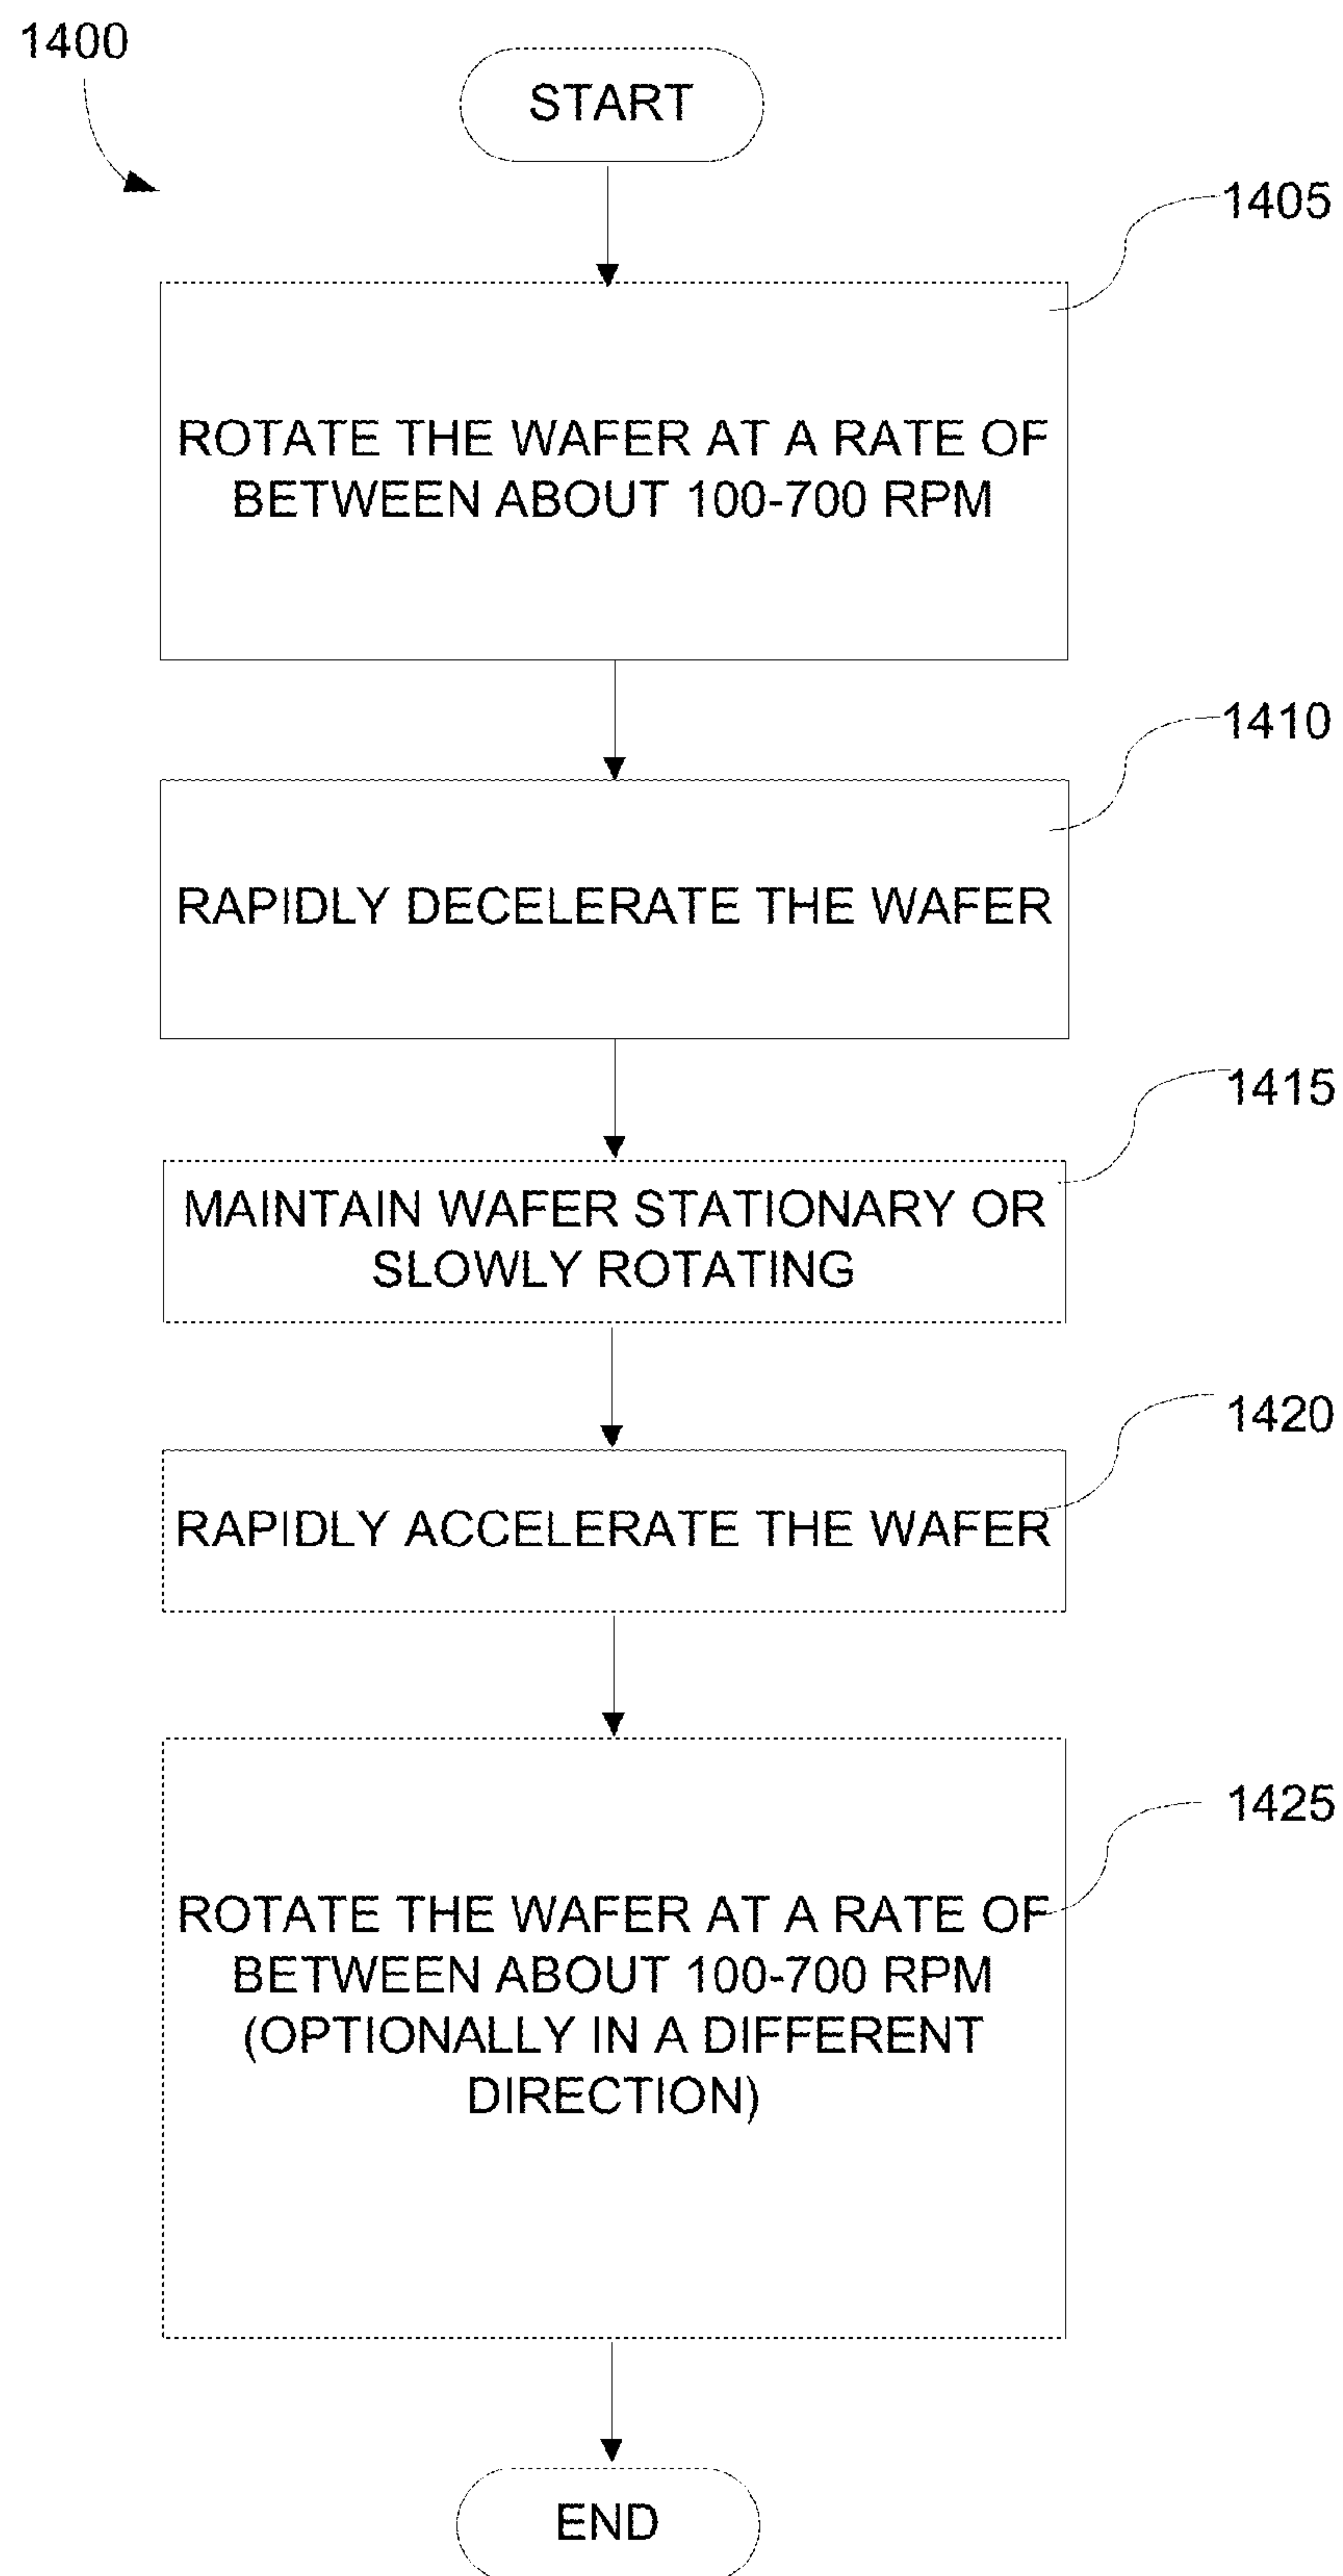 1400
START
1405
ROTATE THE WAFER AT A RATE OF
BETWEEN ABOUT 100-700 RPM
1410
RAPIDLY DECELERATE THE WAFER
1415
MAINTAIN WAFER STATIONARY OR
SLOWLY ROTATING
1420
RAPIDLY ACCELERATE THE WAFER
1425
ROTATE THE WAFER AT A RATE OF
BETWEEN ABOUT 100-700 RPM
(OPTIONALLY IN A DIFFERENT
DIRECTION)
END